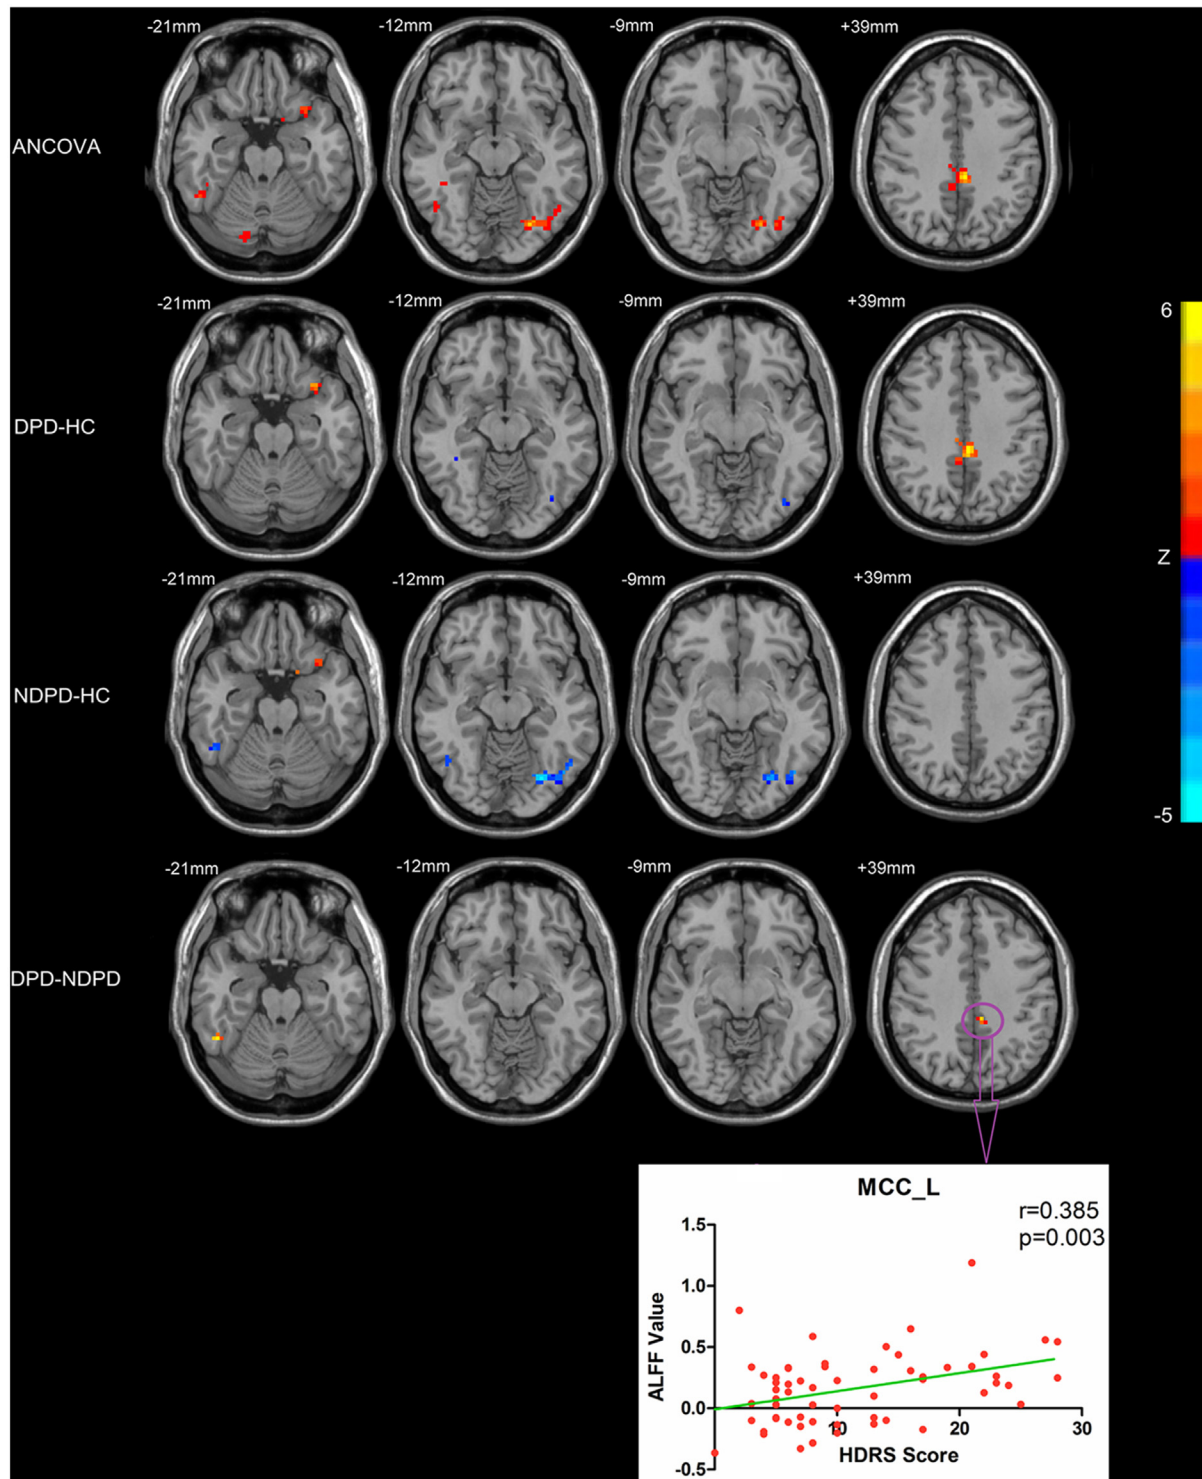 -21mm -12mm -9mm +39mm
ANCOVA
-21mm -12mm -9mm +39mm
6
DPD-HC
Z
-21mm -12mm -9mm +39mm
NDPD-HC
-5
-21mm -12mm -9mm +39mm
DPD-NDPD
MCC_L
r=0.385
p=0.003
1.5
1.0
0.5
0.0
-0.5
ALFF Value
10 20 30
HDRS Score